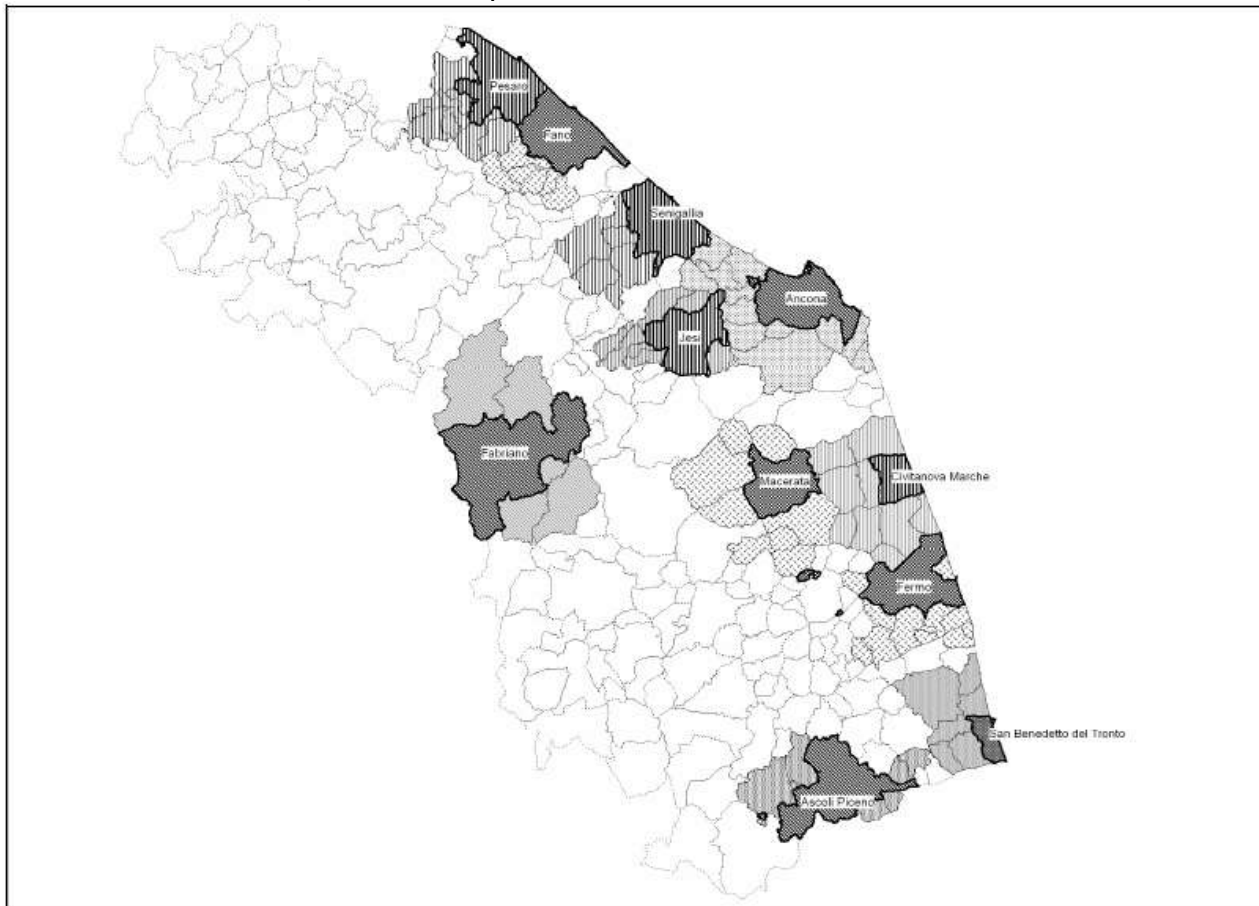 Pesaro
Fano
Senigallia
Ancona
Jesi
Fabriano
Macerata
Civitanova Marche
Fermo
San Benedetto del Tronto
Ascoli Piceno